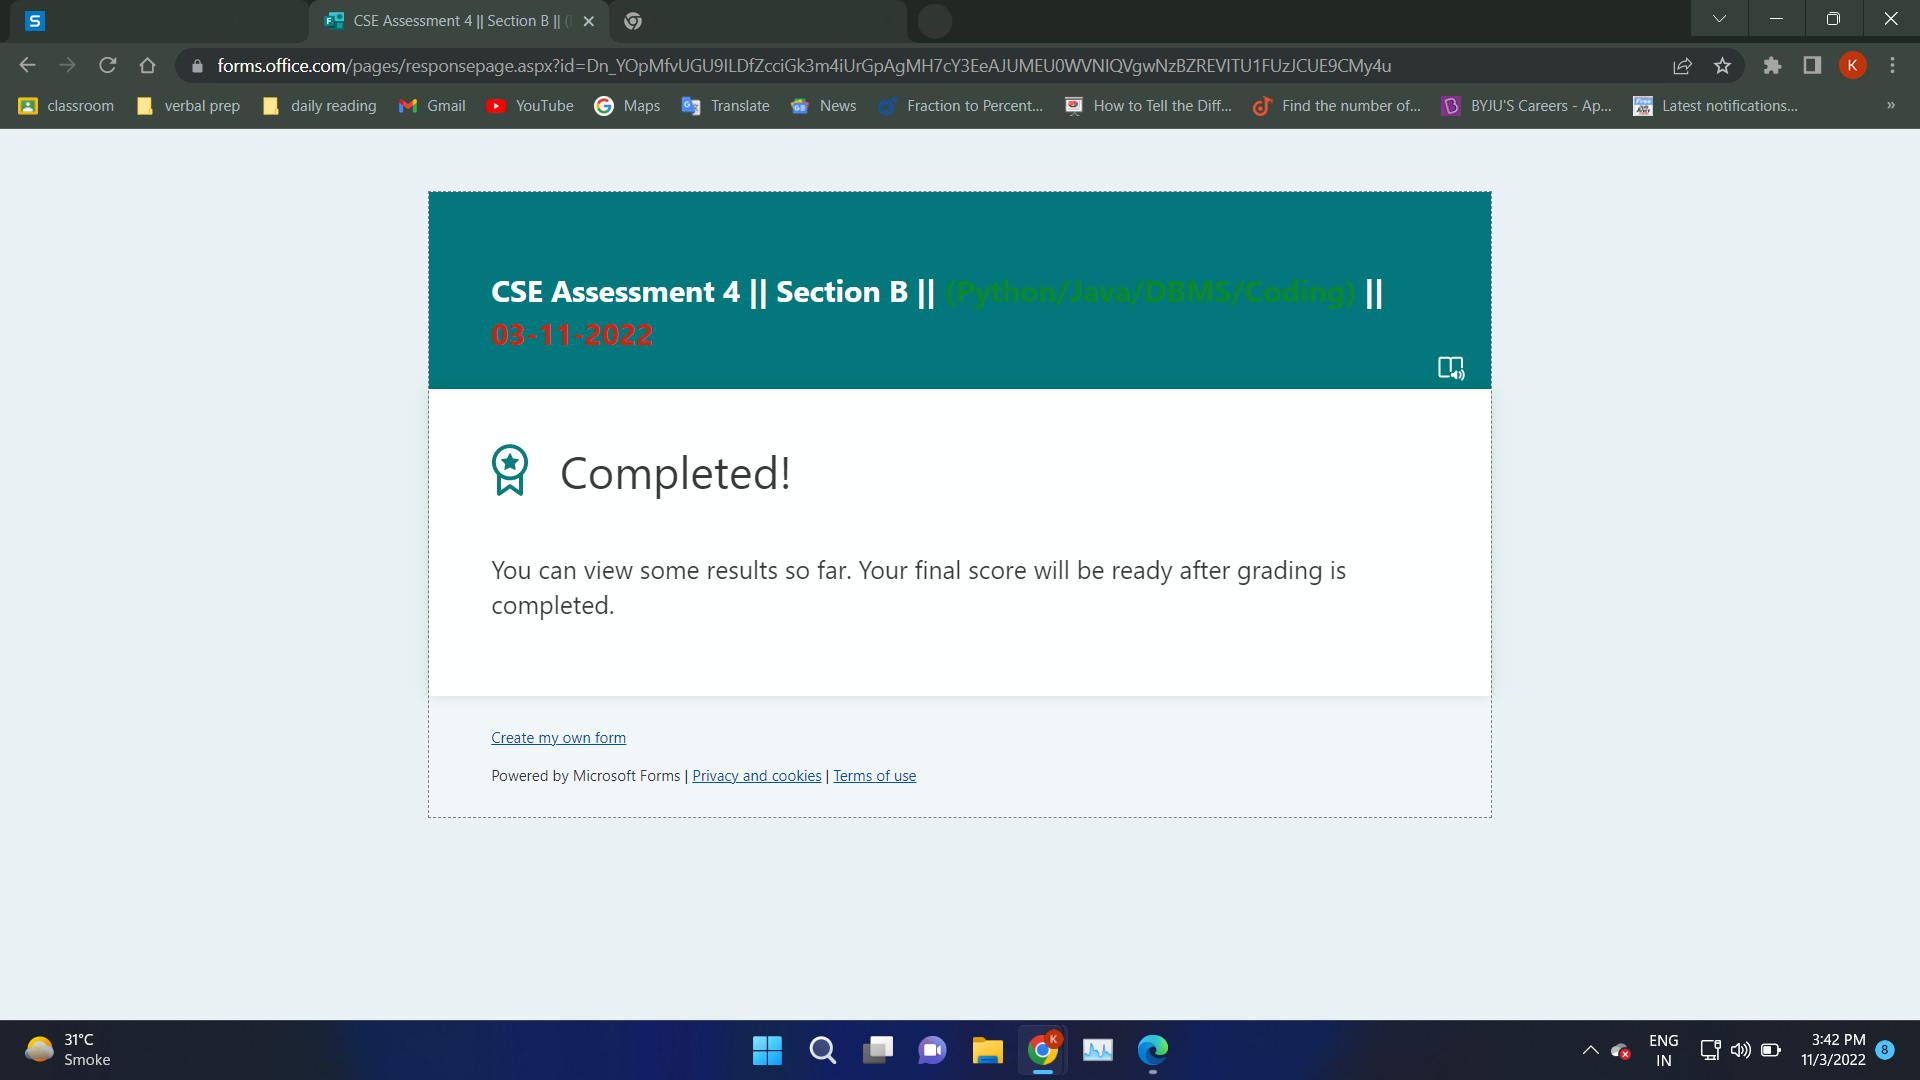 S
CSE Assessment 4 || Section B || (
forms.office.com/pages/responsepage.aspx?id=Dn_YOpMfvUGU9ILDfZcciGk3m4iUrGpAgMH7cY3EeAJUMEU0WVNIQVgwNzBZREVITU1FUzJCUE9CMy4u
K
classroom verbal prep daily reading Gmail YouTube Maps Translate News Fraction to Percent... How to Tell the Diff... Find the number of... BYJU'S Careers - Ap... Latest notifications... »
CSE Assessment 4 || Section B || (Python/Java/DBMS/Coding) ||
03-11-2022
Completed!
You can view some results so far. Your final score will be ready after grading is
completed.
Create my own form
Powered by Microsoft Forms | Privacy and cookies | Terms of use
31°C
Smoke
K
ENG
IN
3:42 PM
11/3/2022
8